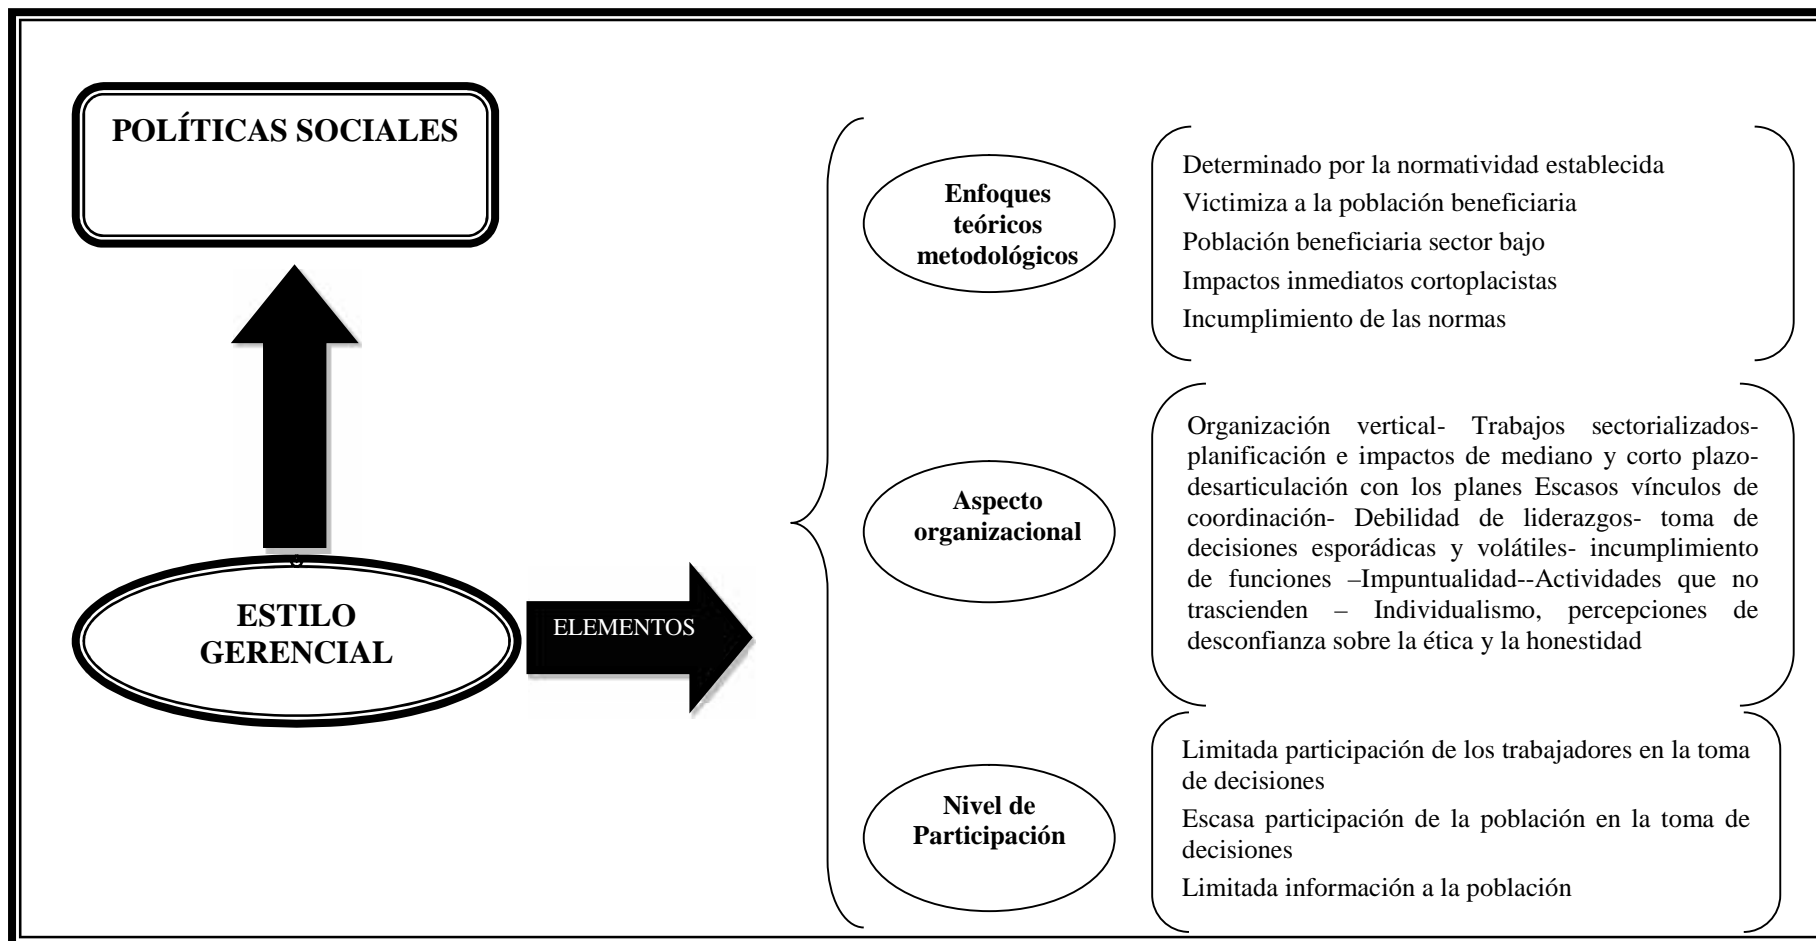 POLÍTICAS SOCIALES
ESTILO
GERENCIAL
ELEMENTOS
Enfoques
teóricos
metodológicos
Determinado por la normatividad establecida
Victimiza a la población beneficiaria
Población beneficiaria sector bajo
Impactos inmediatos cortoplacistas
Incumplimiento de las normas
Aspecto
organizacional
Organización vertical- Trabajos sectorializados-
planificación e impactos de mediano y corto plazo-
desarticulación con los planes Escasos vínculos de
coordinación- Debilidad de liderazgos- toma de
decisiones esporádicas y volátiles- incumplimiento
de funciones –Impuntualidad--Actividades que no
trascienden – Individualismo, percepciones de
desconfianza sobre la ética y la honestidad
Nivel de
Participación
Limitada participación de los trabajadores en la toma
de decisiones
Escasa participación de la población en la toma de
decisiones
Limitada información a la población